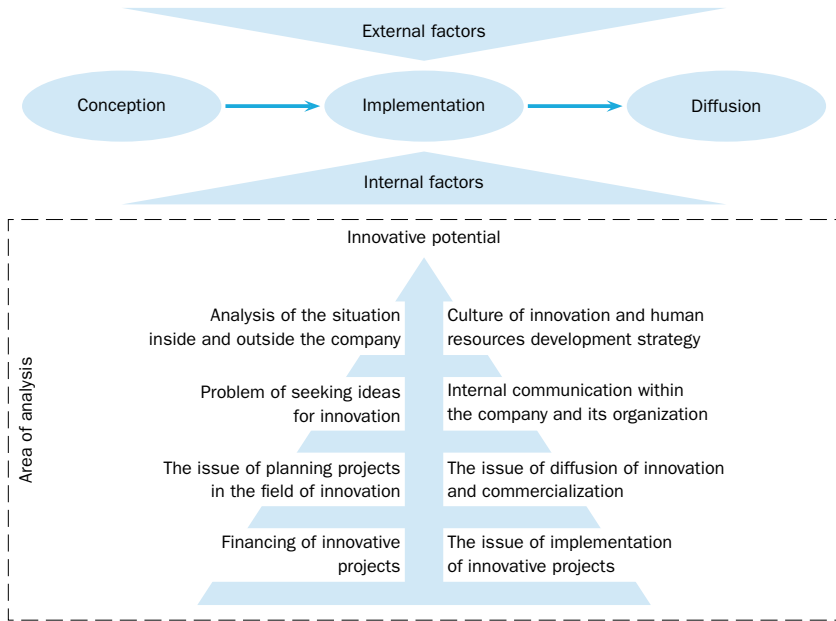 External factors
Conception
Implementation
Diffusion
Internal factors
Innovative potential
Area of analysis
Analysis of the situation
inside and outside the company
Culture of innovation and human
resources development strategy
Problem of seeking ideas
for innovation
Internal communication within
the company and its organization
The issue of planning projects
in the field of innovation
The issue of diffusion of innovation
and commercialization
Financing of innovative
projects
The issue of implementation
of innovative projects